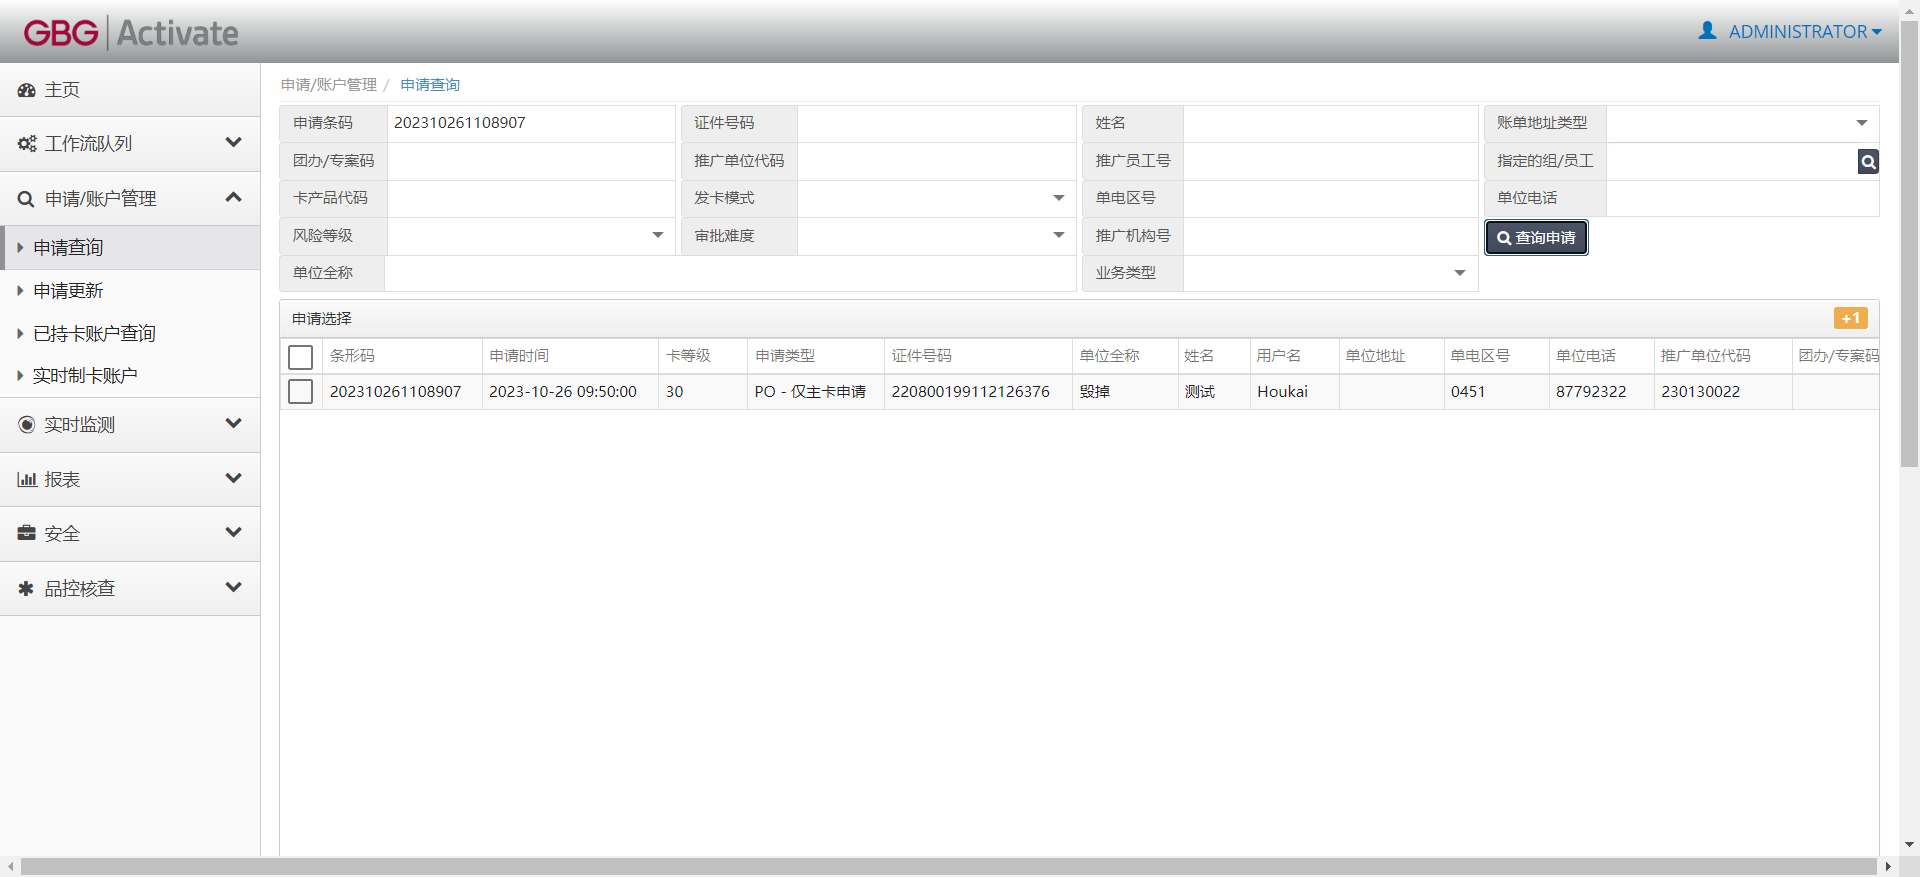 GBG Activate
ADMINISTRATOR
主页
工作流队列
申请/账户管理
申请查询
申请更新
已持卡账户查询
实时制卡账户
实时监测
报表
安全
品控核查
申请/账户管理 / 申请查询
申请条码 202310261108907 证件号码 姓名 账单地址类型
团办/专案码 推广单位代码 推广员工号 指定的组/员工
卡产品代码 发卡模式 单电区号 单位电话
风险等级 审批难度 推广机构号 查询申请
单位全称 业务类型
申请选择 +1
条形码 申请时间 卡等级 申请类型 证件号码 单位全称 姓名 用户名 单位地址 单电区号 单位电话 推广单位代码 团办/专案码
202310261108907 2023-10-26 09:50:00 30 PO - 仅主卡申请 220800199112126376 毁掉 测试 Houkai 0451 87792322 230130022